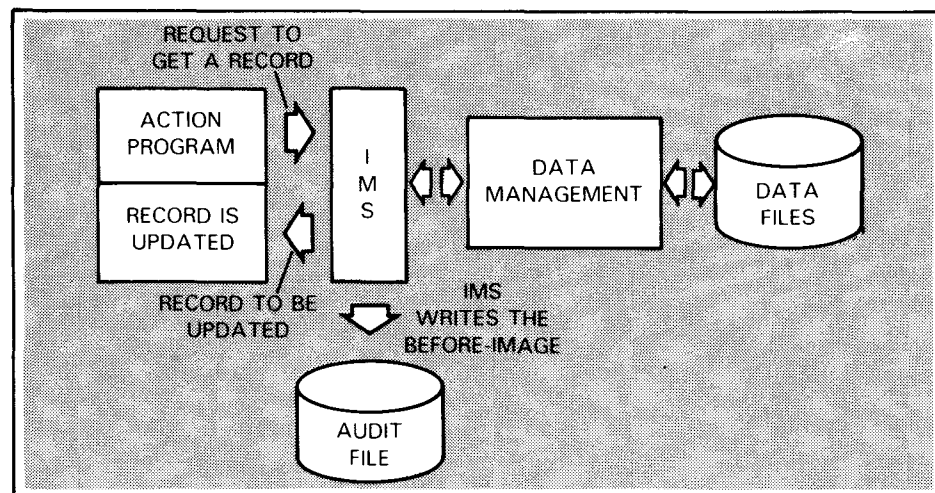 REQUEST TO
GET A RECORD
ACTION
PROGRAM
RECORD IS
UPDATED
I
M
S
DATA
MANAGEMENT
DATA
FILES
RECORD TO BE
UPDATED
IMS
WRITES THE
BEFORE-IMAGE
AUDIT
FILE